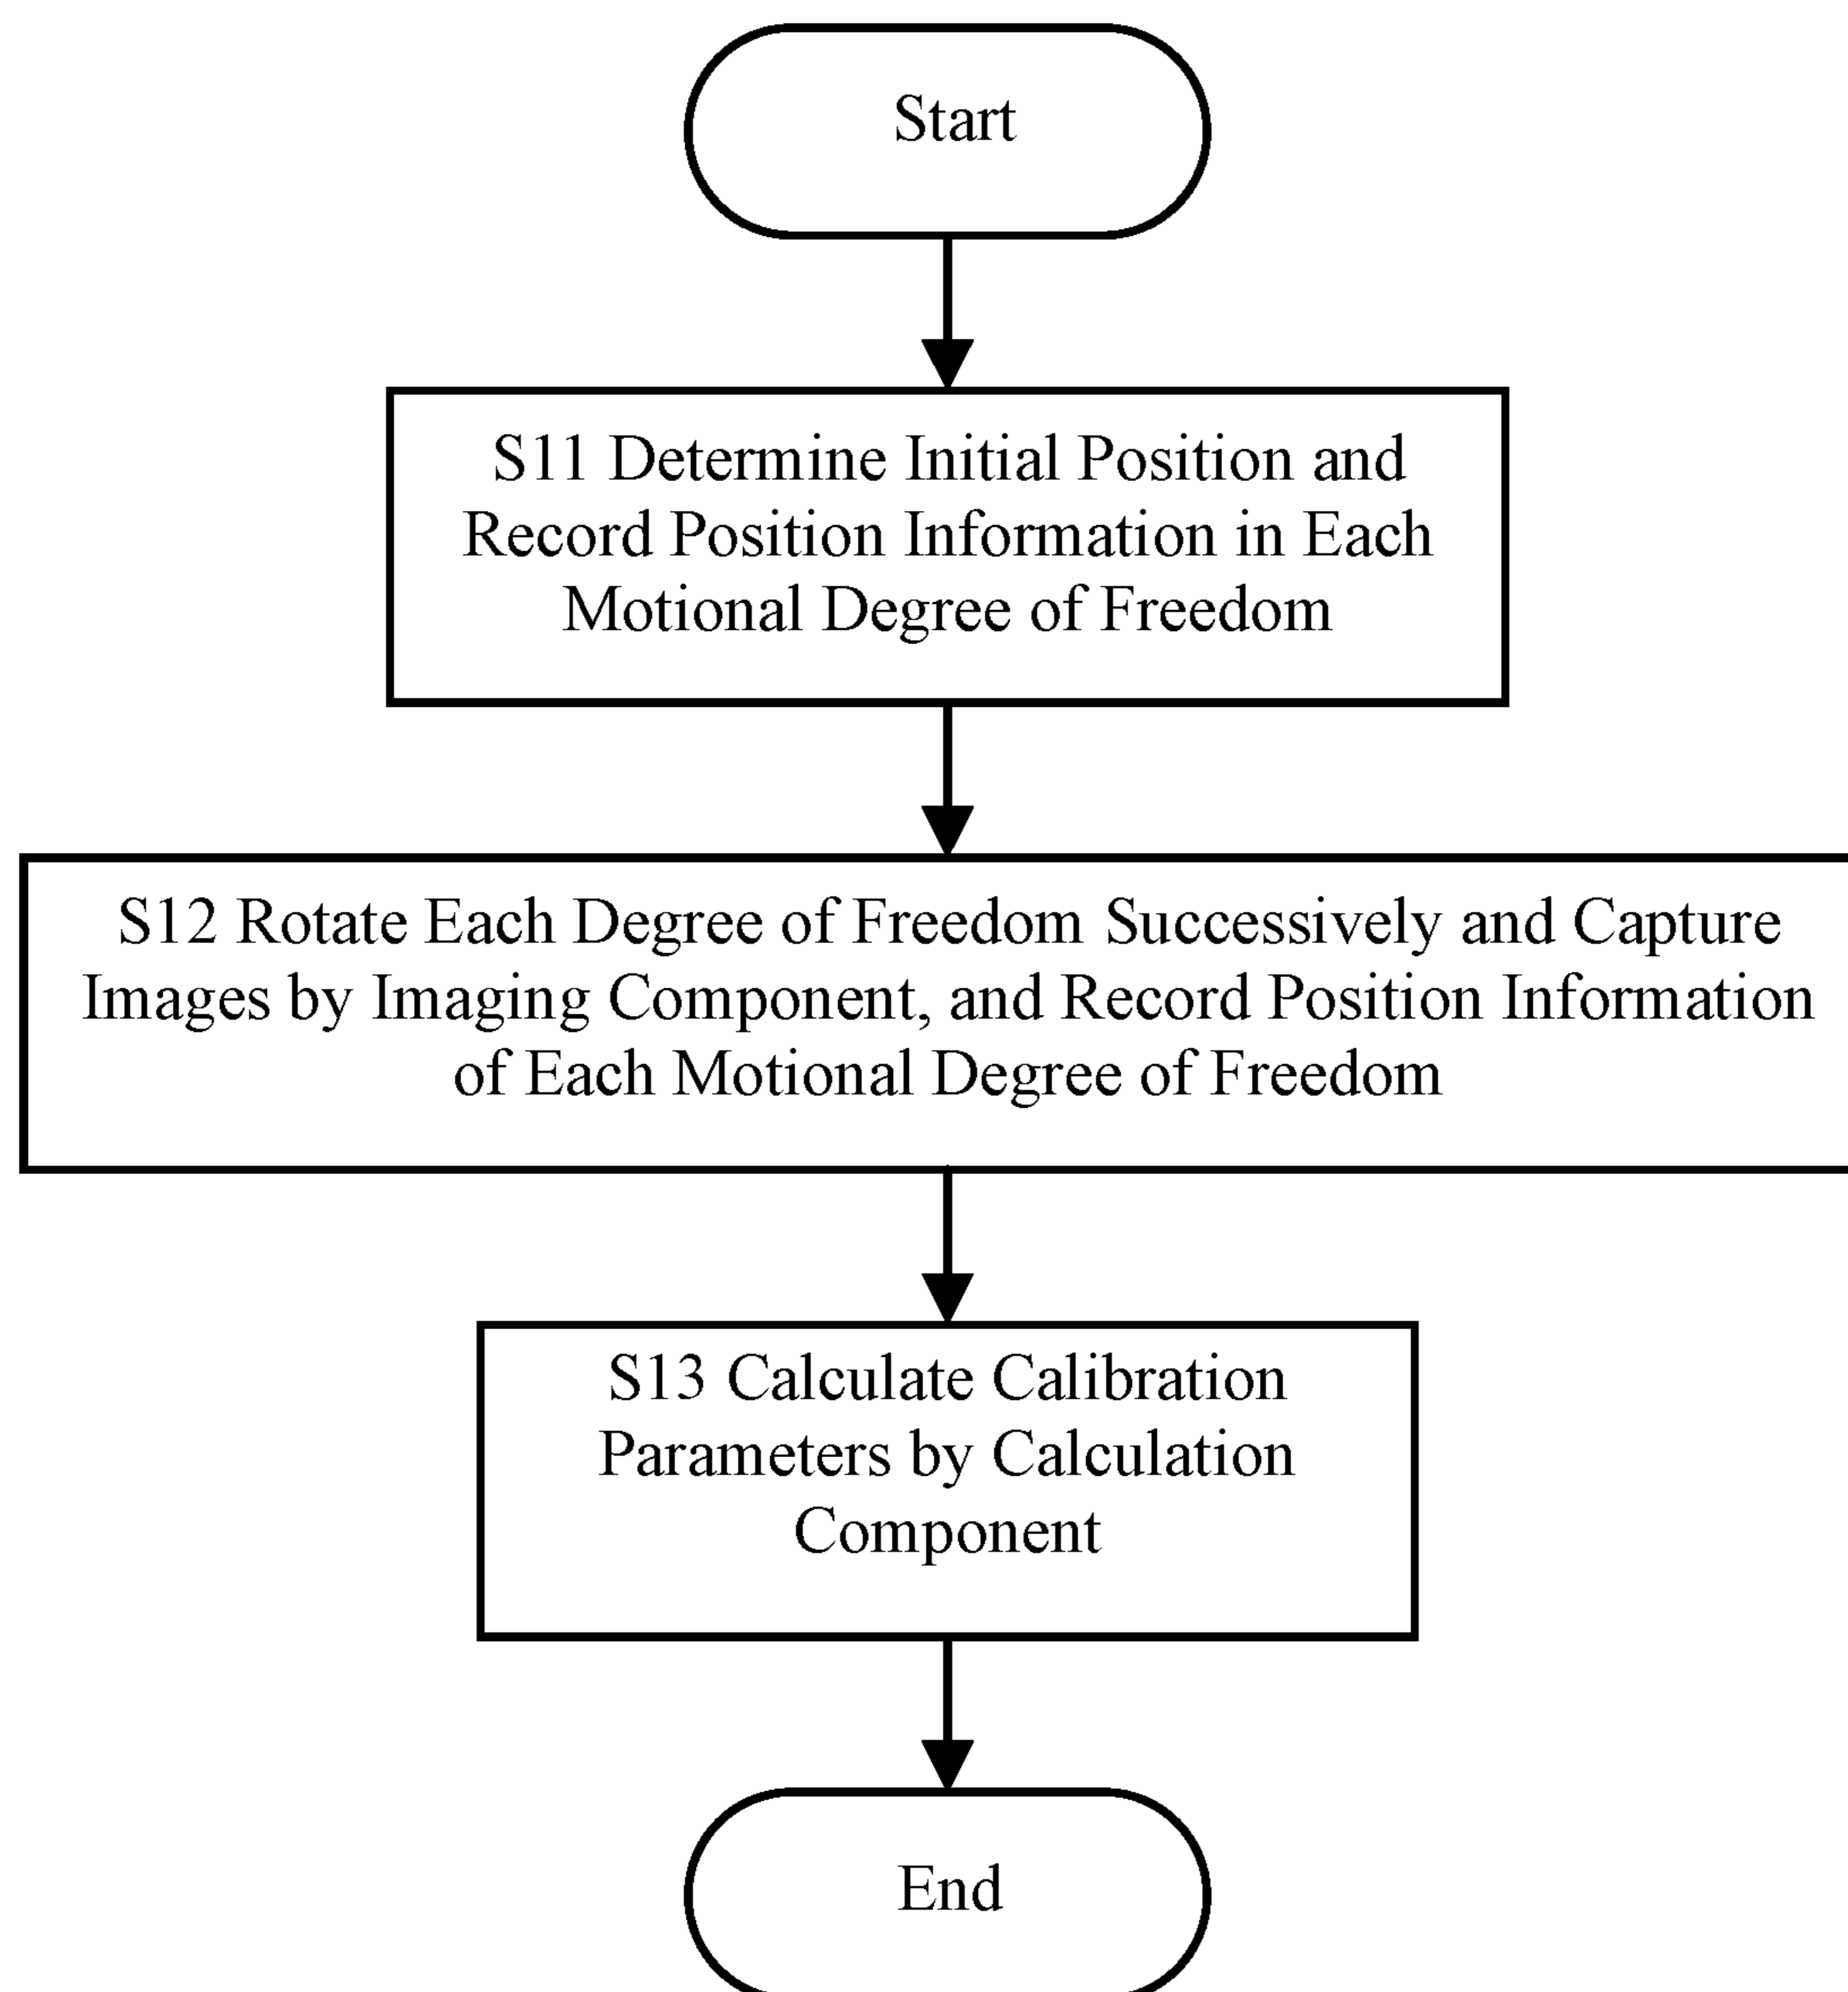 Start
S11 Determine Initial Position and
Record Position Information in Each
Motional Degree of Freedom
S12 Rotate Each Degree of Freedom Successively and Capture
Images by Imaging Component, and Record Position Information
of Each Motional Degree of Freedom
S13 Calculate Calibration
Parameters by Calculation
Component
End